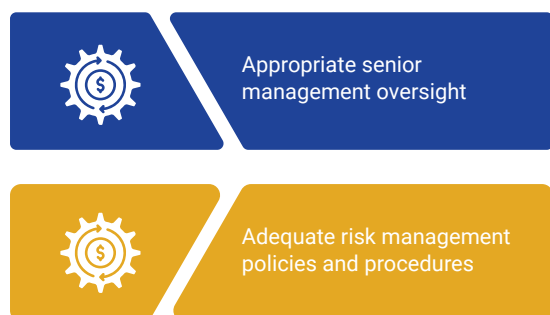 $
Appropriate senior
management oversight
$
Adequate risk management
policies and procedures